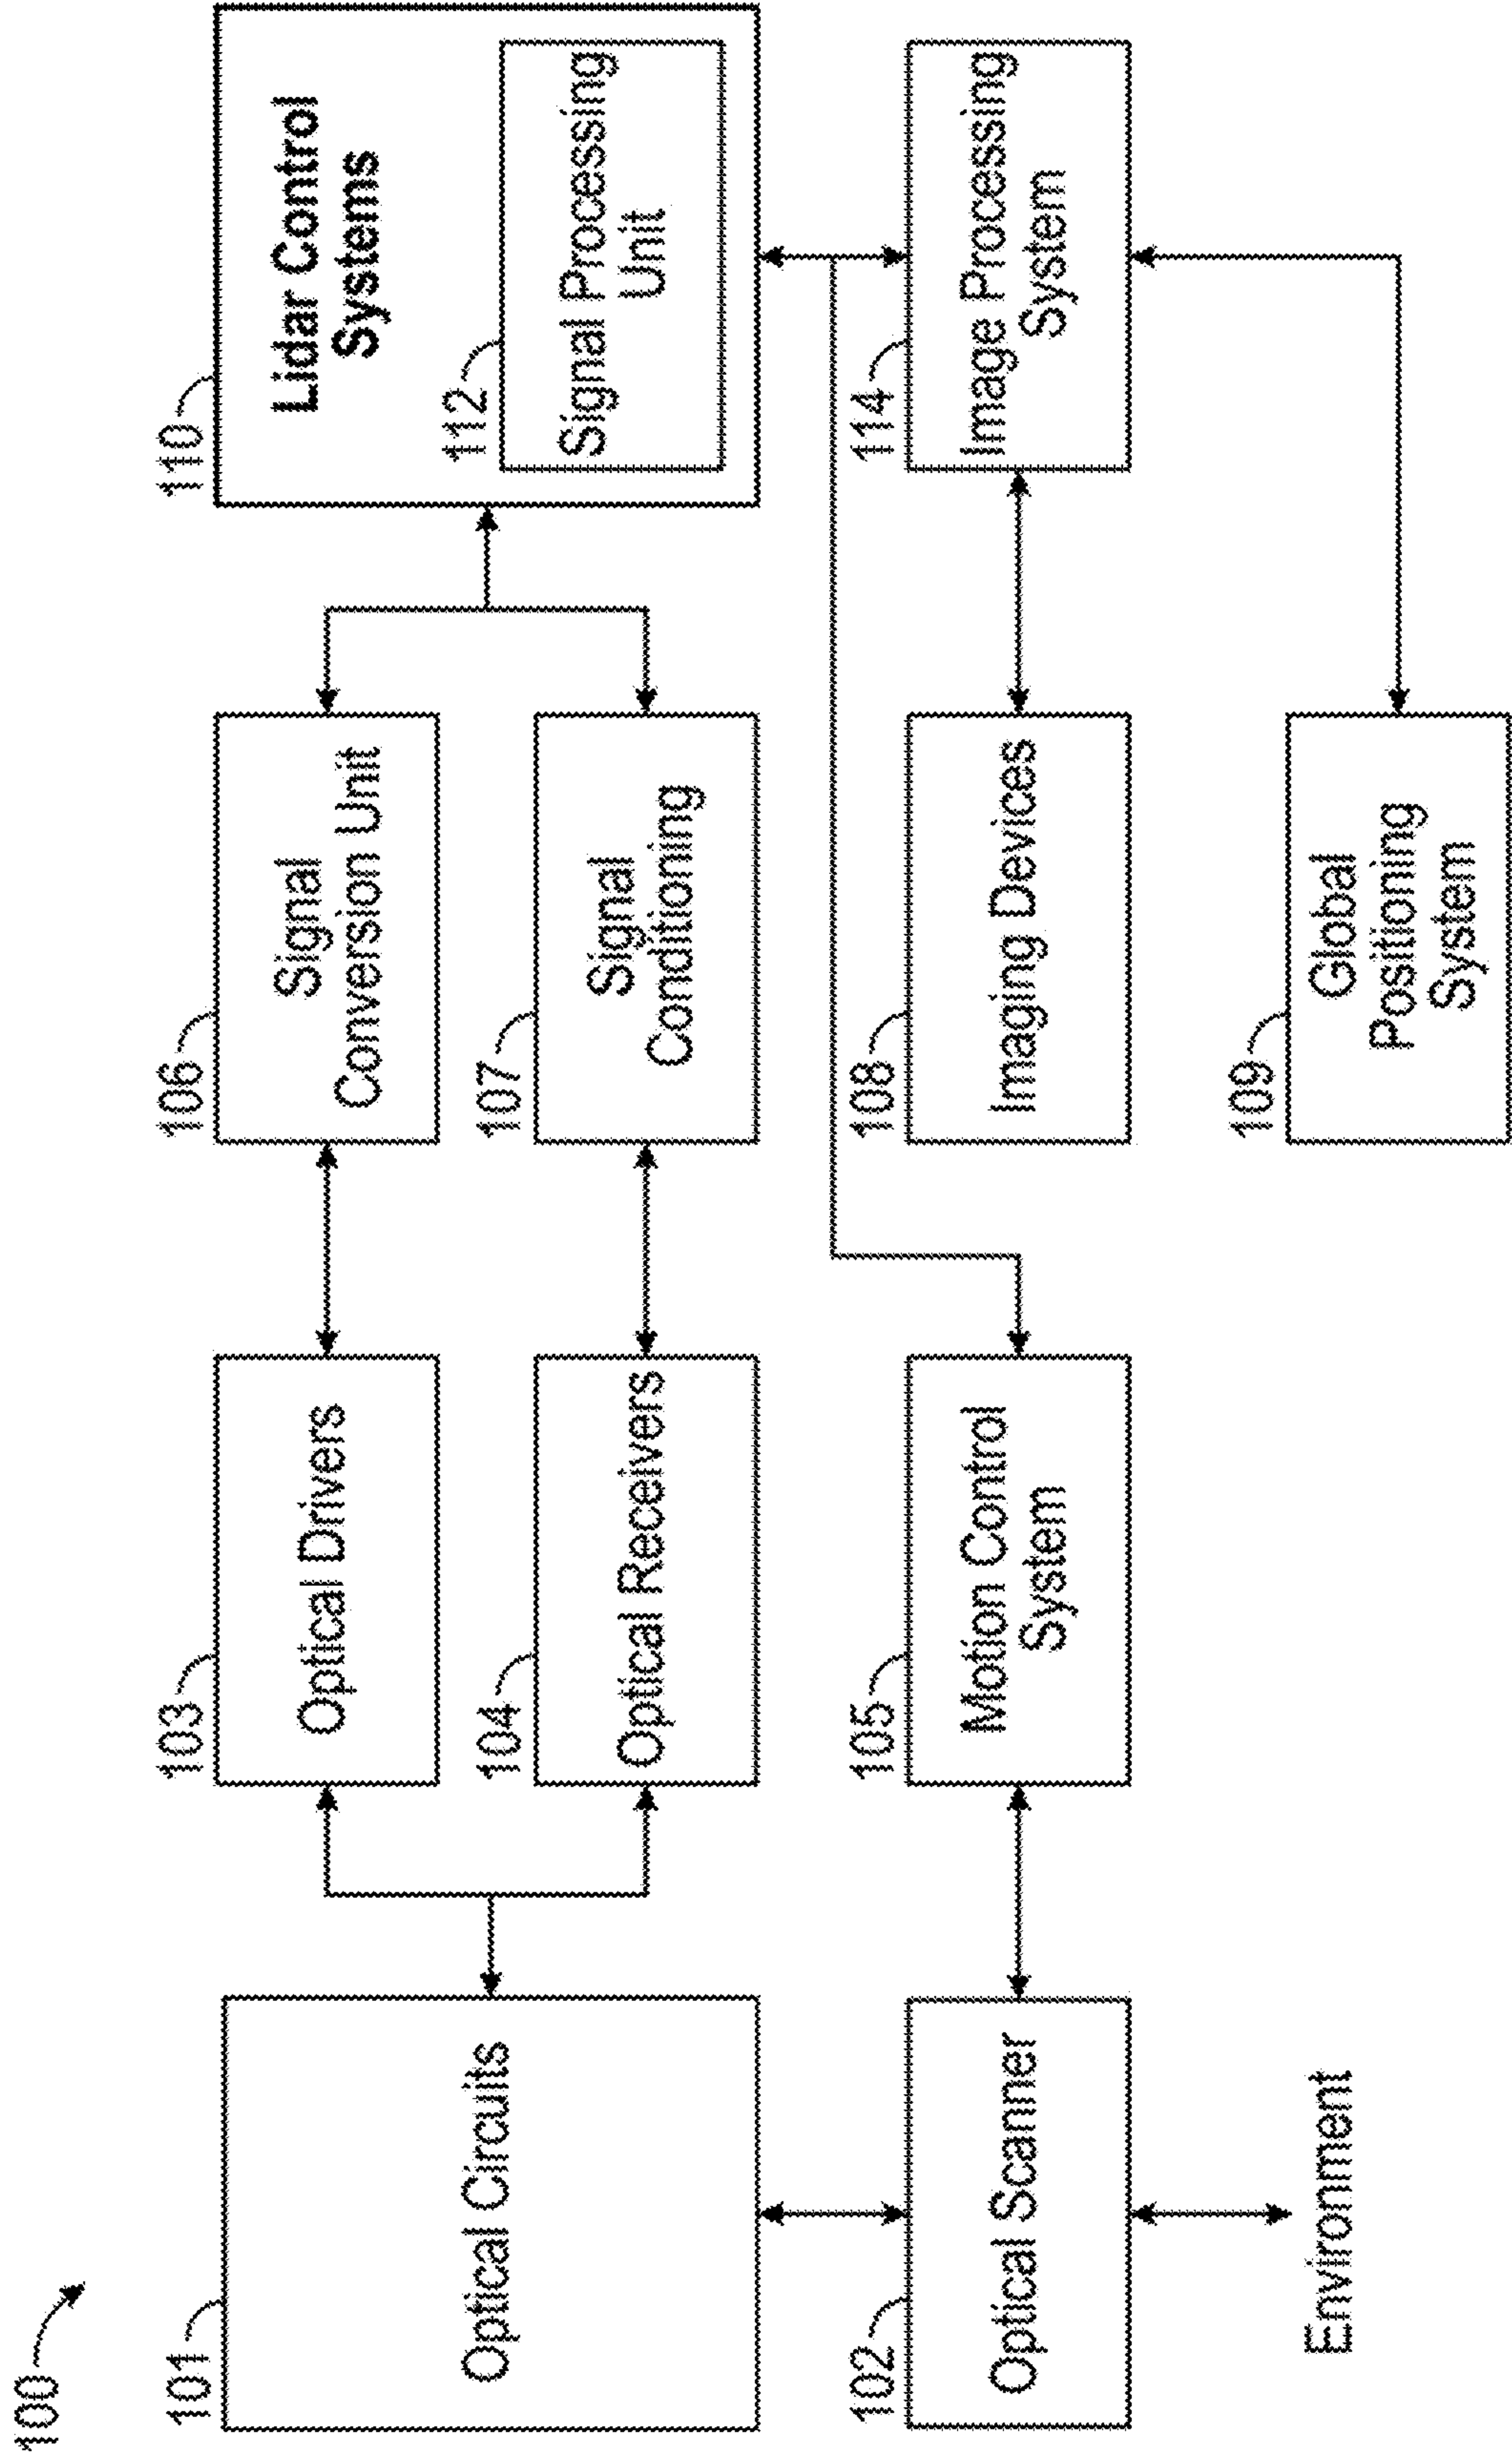 100
101
Optical Circuits
103
Optical Drivers
106
Signal
Conversion Unit
110
Lidar Control
Systems
112
Signal Processing
Unit
104
Optical Receivers
107
Signal
Conditioning
102
Optical Scanner
105
Motion Control
System
108
Imaging Devices
114
Image Processing
System
109
Global
Positioning
System
Environment